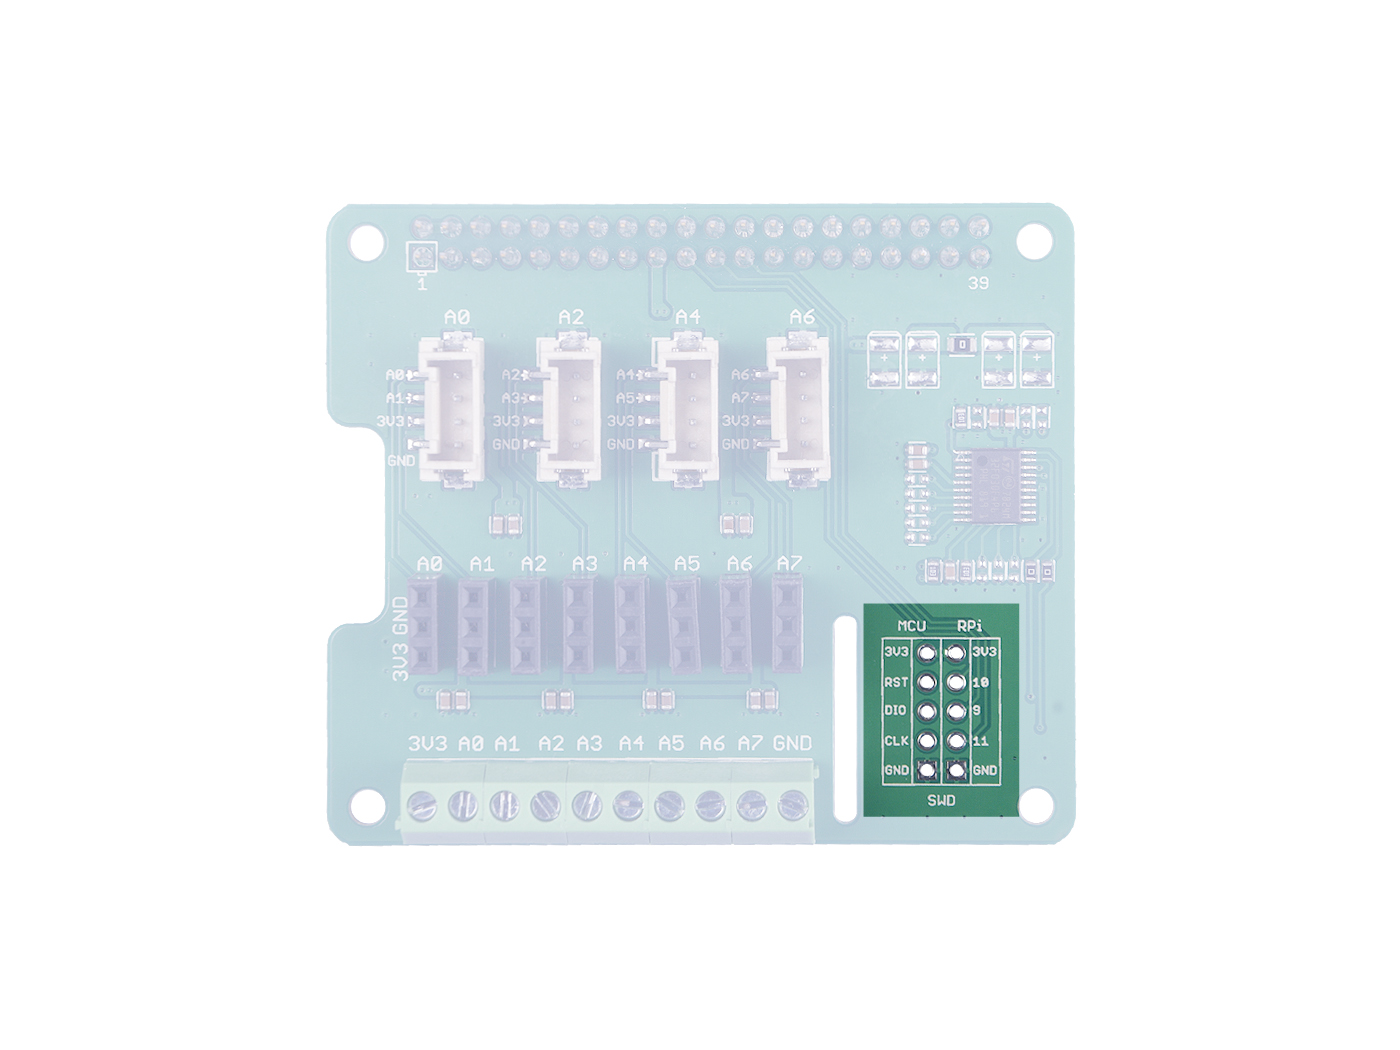 1 39
A0 A2 A4 A6
A0 A2 A4 A6
A1 A3 A5 A7
3V3 3V3 3V3 3V3
GND GND GND GND
A0 A1 A2 A3 A4 A5 A6 A7
3V3 GND
MCU RPi
3V3 3V3
RST 10
DIO 9
CLK 11
GND GND
SWD
3V3 A0 A1 A2 A3 A4 A5 A6 A7 GND